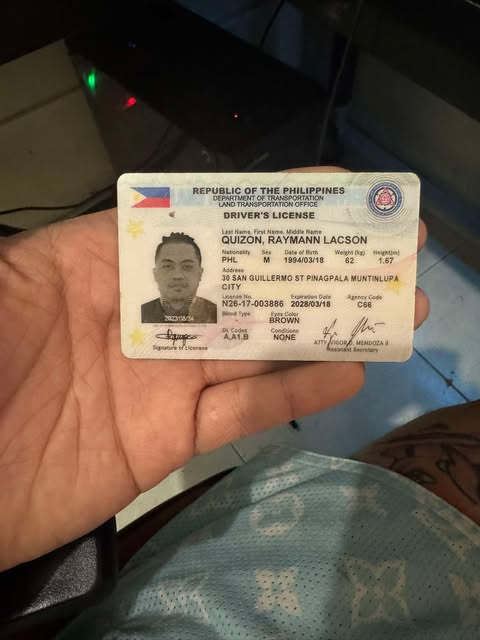 REPUBLIC OF THE PHILIPPINES
DEPARTMENT OF TRANSPORTATION
LAND TRANSPORTATION OFFICE
DRIVER'S LICENSE
Last Name, First Name, Middle Name
QUIZON, RAYMANN LACSON
Nationality Sex Date of Birth Weight (kg) Height(m)
PHL M 1994/03/18 62 1.67
Address
30 SAN GUILLERMO ST PINAGPALA MUNTINLUPA
CITY
License No. Expiration Date Agency Code
N26-17-003886 2028/03/18 C66
Blood Type Eyes Color
BROWN
DL Codes Conditions
A,A1,B NONE
2023/08/24
Signature of Licensee
ATTY. VIGOR D. MENDOZA II
Assistant Secretary